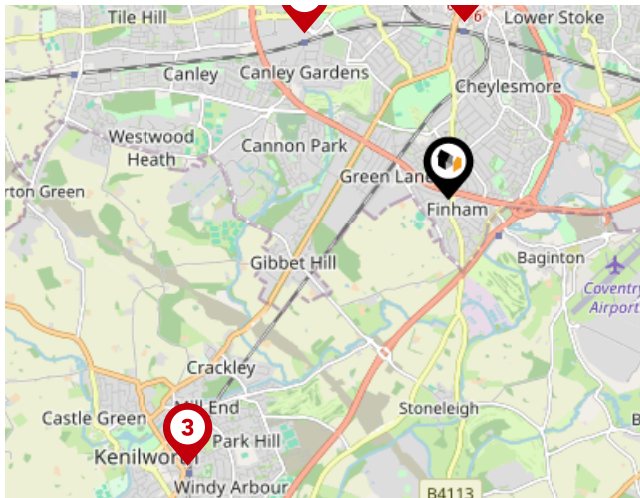 Tile Hill
6
Lower Stoke
Canley
Canley Gardens
Cheylesmore
Westwood
Heath
Cannon Park
Green Lane
rton Green
Finham
Gibbet Hill
Baginton
Coventry
Airport
Crackley
Mill End
Castle Green
Stoneleigh
3
Park Hill
Kenilworth
Windy Arbour
B4113
B